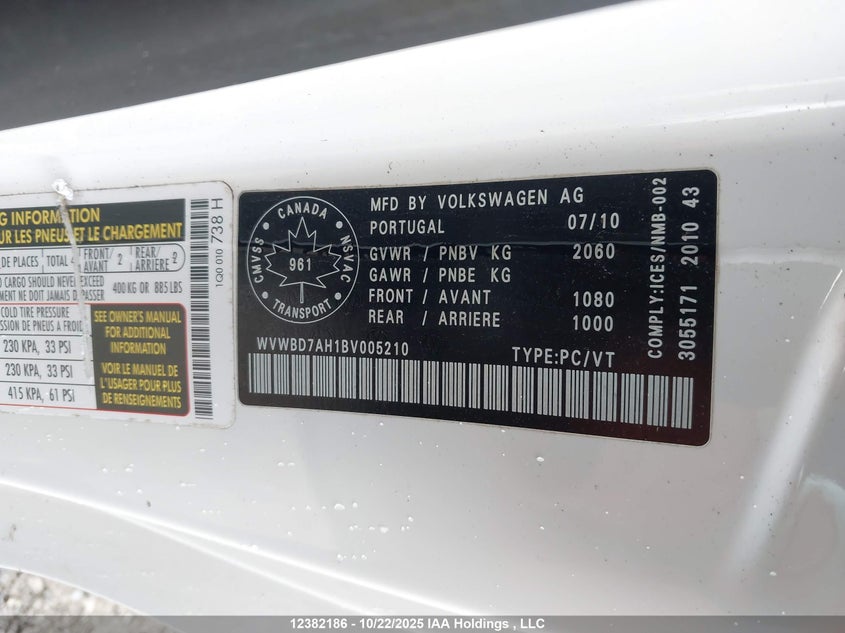 NG INFORMATION
UR LES PNEUS ET LE CHARGEMENT
DE PLACES TOTAL 4 FRONT/ AVANT 2 REAR/ ARRIERE 2
CARGO SHOULD NEVER EXCEED
MENT NE DOIT JAMAIS DEPASSER
400 KG OR 885 LBS
COLD TIRE PRESSURE
ESSION DE PNEUS A FROID
230 KPA, 33 PSI
230 KPA, 33 PSI
415 KPA, 61 PSI
SEE OWNER'S MANUAL
FOR ADDITIONAL
INFORMATION
VOIR LE MANUEL DE
L'USAGER POUR PLUS
DE RENSEIGNEMENTS
1Q0 010 738 H
CANADA
CMVSS
NSVAC
961
TRANSPORT
MFD BY VOLKSWAGEN AG
PORTUGAL 07/10
GVWR / PNBV KG 2060
GAWR / PNBE KG
FRONT / AVANT 1080
REAR / ARRIERE 1000
WVWBD7AH1BV005210 TYPE:PC/VT
COMPLY:ICES/NMB-002
3055171 2010 43
12382186 - 10/22/2025 IAA Holdings , LLC